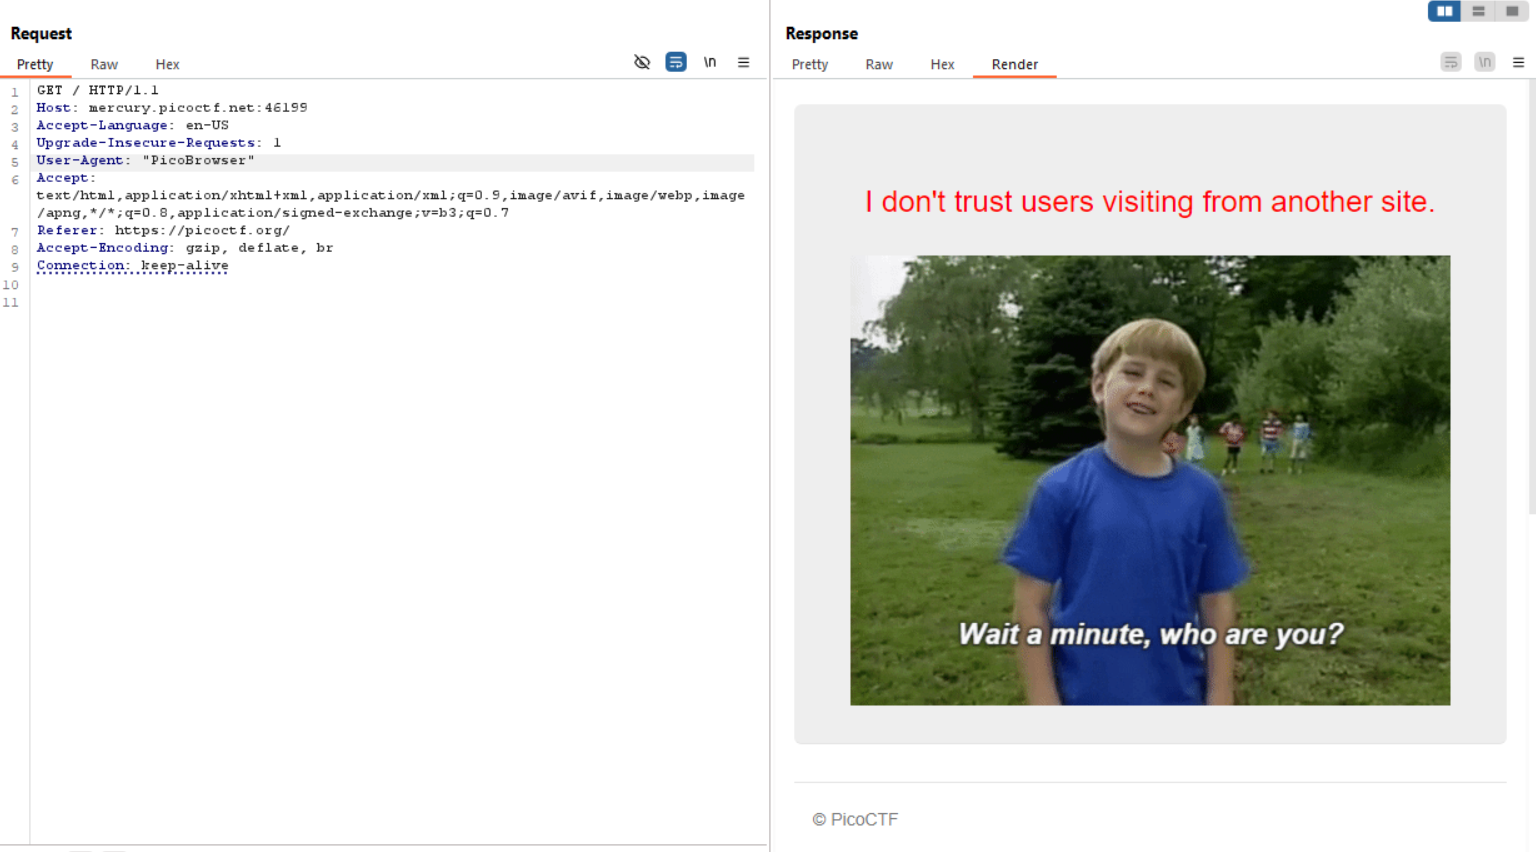 Request
Pretty Raw Hex
\n
1 GET / HTTP/1.1
2 Host: mercury.picoctf.net:46199
3 Accept-Language: en-US
4 Upgrade-Insecure-Requests: 1
5 User-Agent: "PicoBrowser"
6 Accept:
text/html,application/xhtml+xml,application/xml;q=0.9,image/avif,image/webp,image
/apng,*/*;q=0.8,application/signed-exchange;v=b3;q=0.7
7 Referer: https://picoctf.org/
8 Accept-Encoding: gzip, deflate, br
9 Connection: keep-alive
10
11
Response
Pretty Raw Hex Render
\n
I don't trust users visiting from another site.
Wait a minute, who are you?
© PicoCTF